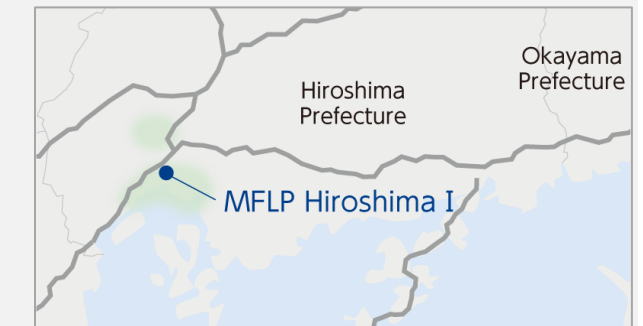 Okayama
Prefecture
Hiroshima
Prefecture
MFLP Hiroshima I